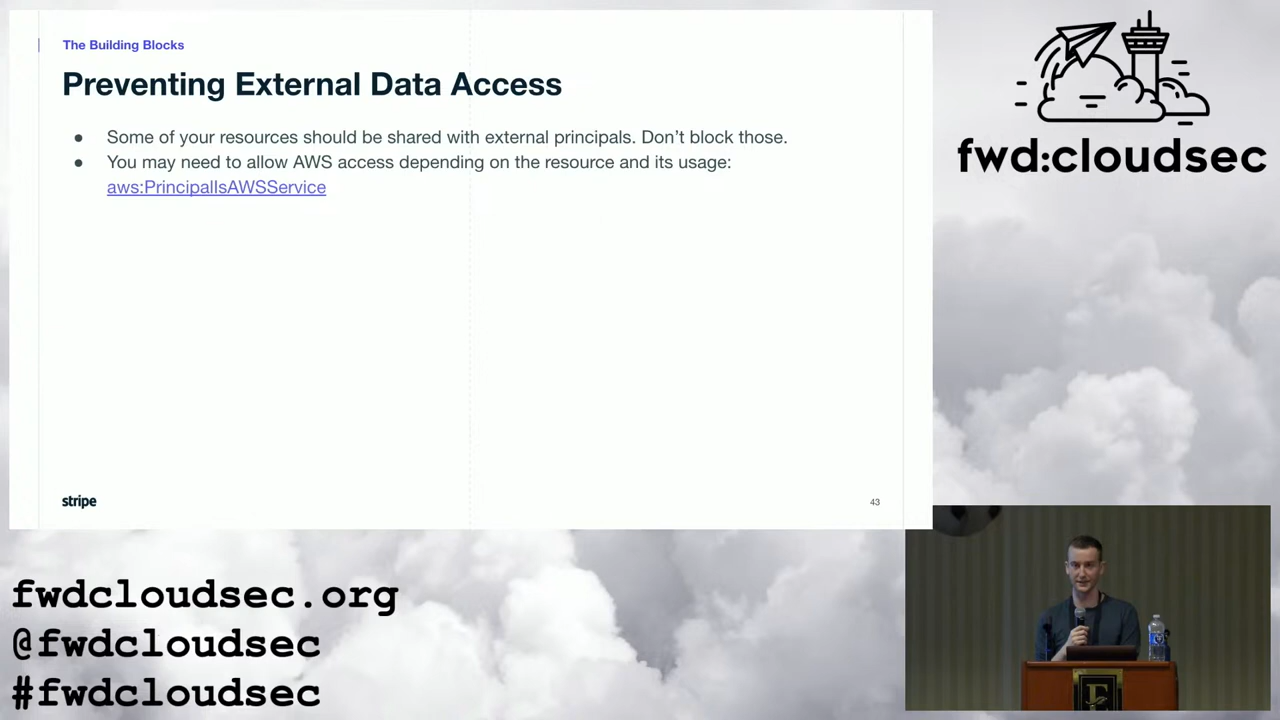 The Building Blocks
Preventing External Data Access
● Some of your resources should be shared with external principals. Don’t block those.
● You may need to allow AWS access depending on the resource and its usage:
aws:PrincipalIsAWSService
stripe
43
fwd:cloudsec
fwdcloudsec.org
@fwdcloudsec
#fwdcloudsec
E